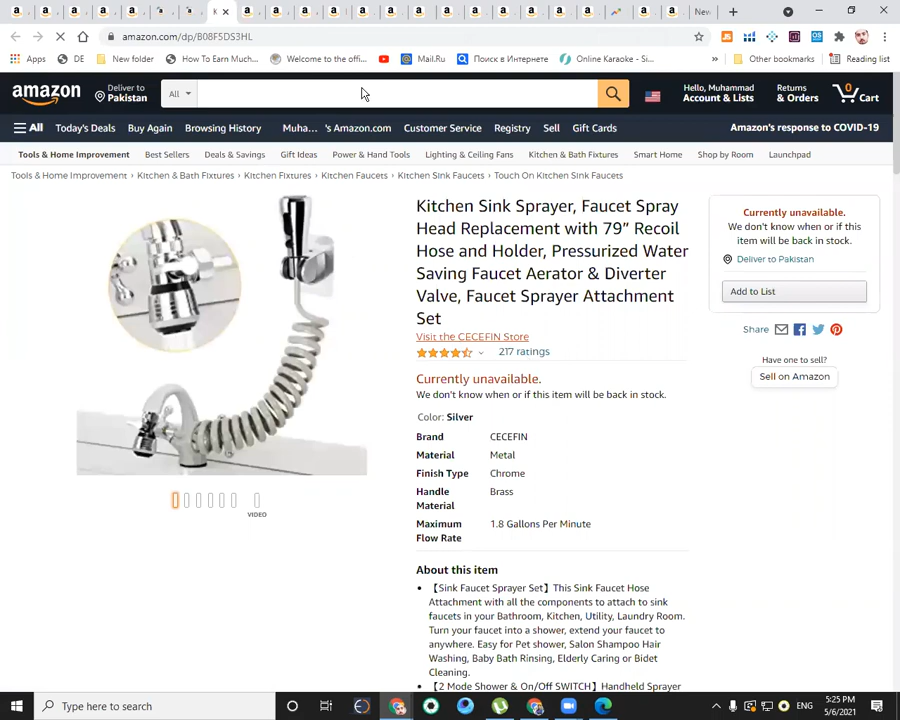 K
New
amazon.com/dp/B08F5DS3HL
Apps
DE
New folder
How To Earn Much...
Welcome to the offi...
Mail.Ru
Поиск в Интернете
Online Karaoke - Si...
»
Other bookmarks
Reading list
amazon
Deliver to
Pakistan
All
Hello, Muhammad
Account & Lists
Returns
& Orders
0
Cart
All
Today's Deals
Buy Again
Browsing History
Muha... 's Amazon.com
Customer Service
Registry
Sell
Gift Cards
Amazon's response to COVID-19
Tools & Home Improvement
Best Sellers
Deals & Savings
Gift Ideas
Power & Hand Tools
Lighting & Ceiling Fans
Kitchen & Bath Fixtures
Smart Home
Shop by Room
Launchpad
Tools & Home Improvement › Kitchen & Bath Fixtures › Kitchen Fixtures › Kitchen Faucets › Kitchen Sink Faucets › Touch On Kitchen Sink Faucets
Kitchen Sink Sprayer, Faucet Spray
Head Replacement with 79” Recoil
Hose and Holder, Pressurized Water
Saving Faucet Aerator & Diverter
Valve, Faucet Sprayer Attachment
Set
Visit the CECEFIN Store
217 ratings
Currently unavailable.
We don't know when or if this item will be back in stock.
Color: Silver
Brand CECEFIN
Material Metal
Finish Type Chrome
Handle Brass
Material
Maximum 1.8 Gallons Per Minute
Flow Rate
About this item
• 【Sink Faucet Sprayer Set】This Sink Faucet Hose
Attachment with all the components to attach to sink
faucets in your Bathroom, Kitchen, Utility, Laundry Room.
Turn your faucet into a shower, extend your faucet to
anywhere. Easy for Pet shower, Salon Shampoo Hair
Washing, Baby Bath Rinsing, Elderly Caring or Bidet
Cleaning.
• 【2 Mode Shower & On/Off SWITCH】Handheld Sprayer
VIDEO
Currently unavailable.
We don't know when or if this
item will be back in stock.
Deliver to Pakistan
Add to List
Share
Have one to sell?
Sell on Amazon
Type here to search
ENG
5:25 PM
5/6/2021